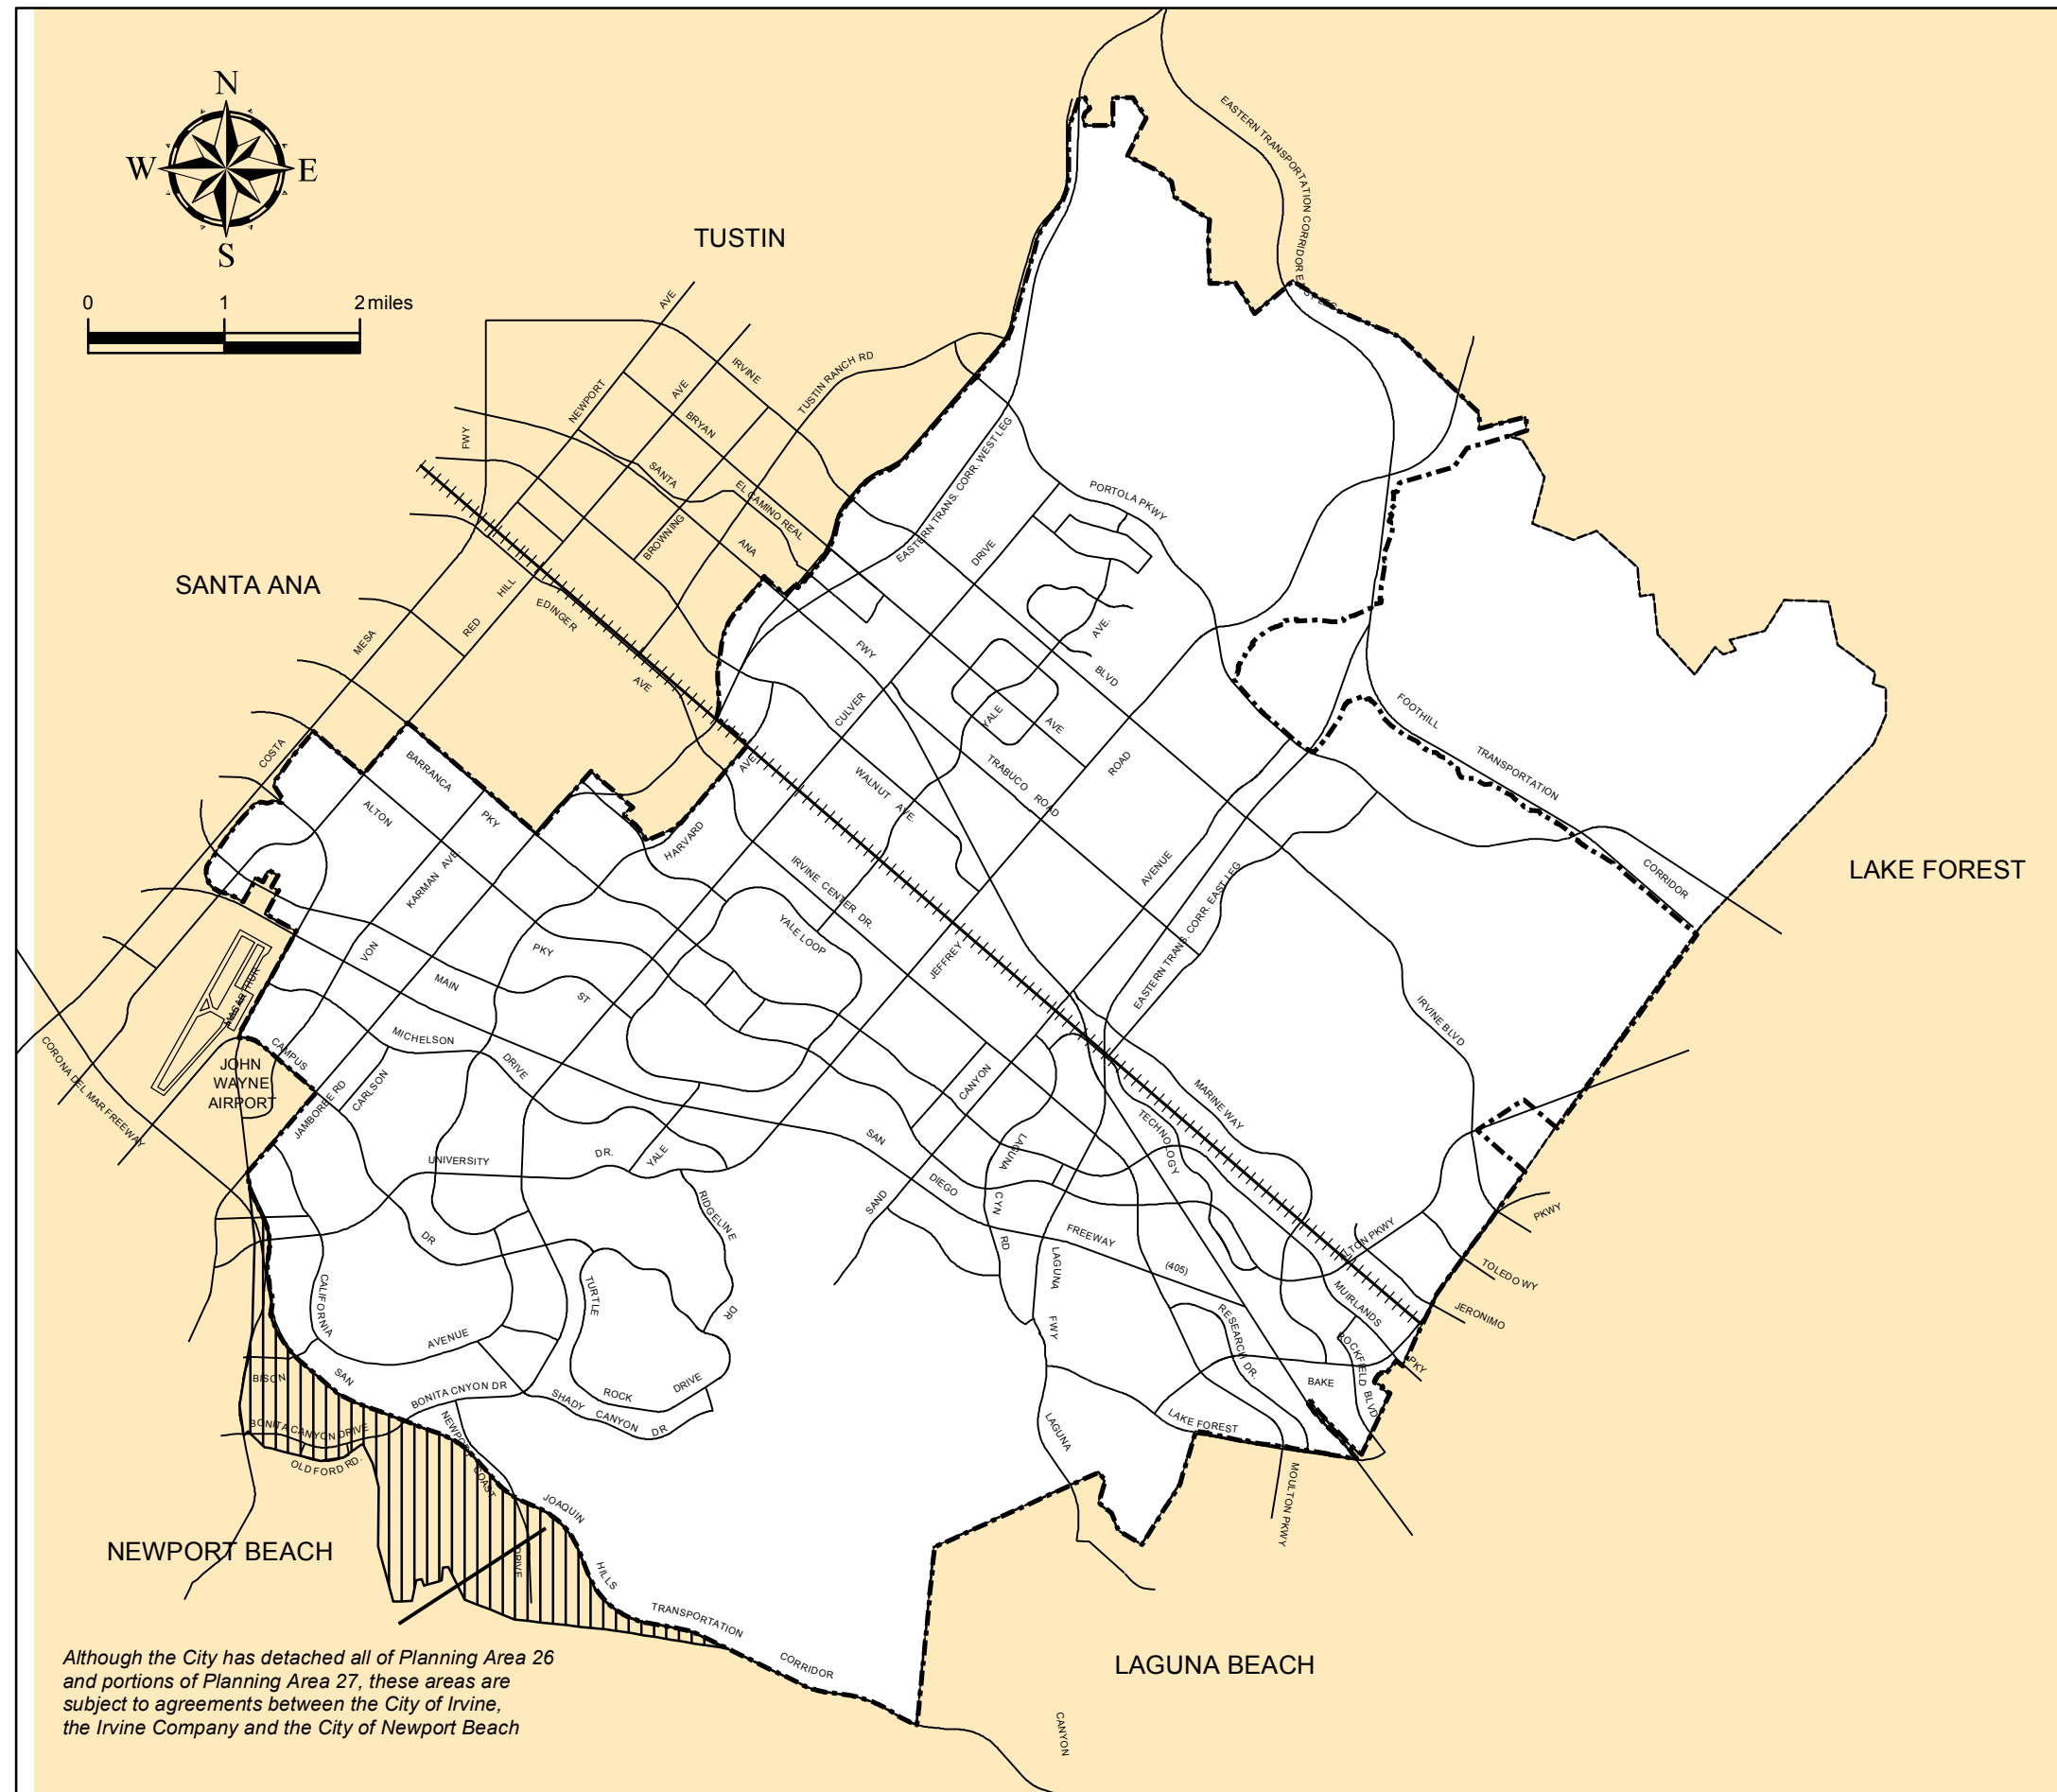 N
W
E
S
0
1
2 miles
TUSTIN
SANTA ANA
LAKE FOREST
NEWPORT BEACH
LAGUNA BEACH
JOHN
WAYNE
AIRPORT
EASTERN TRANSPORTATION CORRIDOR EAST LEG
AVE
NEWPORT
IRVINE
AVE
TUSTIN RANCH RD
BRYAN
FWY
SANTA
EL CAMINO REAL
BROWNING
ANA
EASTERN TRANS. CORR. WEST LEG
PORTOLA PKWY
DRIVE
HILL
EDINGER
RED
MESA
AVE
FWY
AVE.
BLVD
CULVER
YALE
AVE
FOOTHILL
TRANSPORTATION
CORRIDOR
COSTA
BARRANCA
PKY
ALTON
AVE
WALNUT AVE
TRABUCO ROAD
ROAD
HARVARD
KARMAN AVE.
VON
IRVINE CENTER DR.
AVENUE
EASTERN TRANS. CORR. EAST LEG
YALE LOOP
PKY
MAIN
ST
JEFFREY
IRVINE BLVD
MICHELSON
DRIVE
CAMPUS
CORONA DEL MAR FREEWAY
JAMBOREE RD
CARLSON
CANYON
MARINE WAY
TECHNOLOGY
SAN
DIEGO
FREEWAY
(405)
LAGUNA
CYN
RD
UNIVERSITY
DR.
YALE
RIDGELINE
DR
SAND
LAGUNA
FWY
PKWY
TOLEDO WY
JERONIMO
MUIRLANDS
PKY
ROCKFIELD BLVD
RESEARCH DR.
BAKE
LAKE FOREST
MOULTON PKWY
DR
CALIFORNIA
TURTLE
ROCK
DRIVE
AVENUE
BISON
SAN
BONITA CNYON DR
SHADY CANYON DR
BONITA CANYON DRIVE
OLD FORD RD.
NEWPORT
COAST
DRIVE
JOAQUIN
HILLS
TRANSPORTATION
CORRIDOR
LAGUNA
CANYON
Although the City has detached all of Planning Area 26
and portions of Planning Area 27, these areas are
subject to agreements between the City of Irvine,
the Irvine Company and the City of Newport Beach